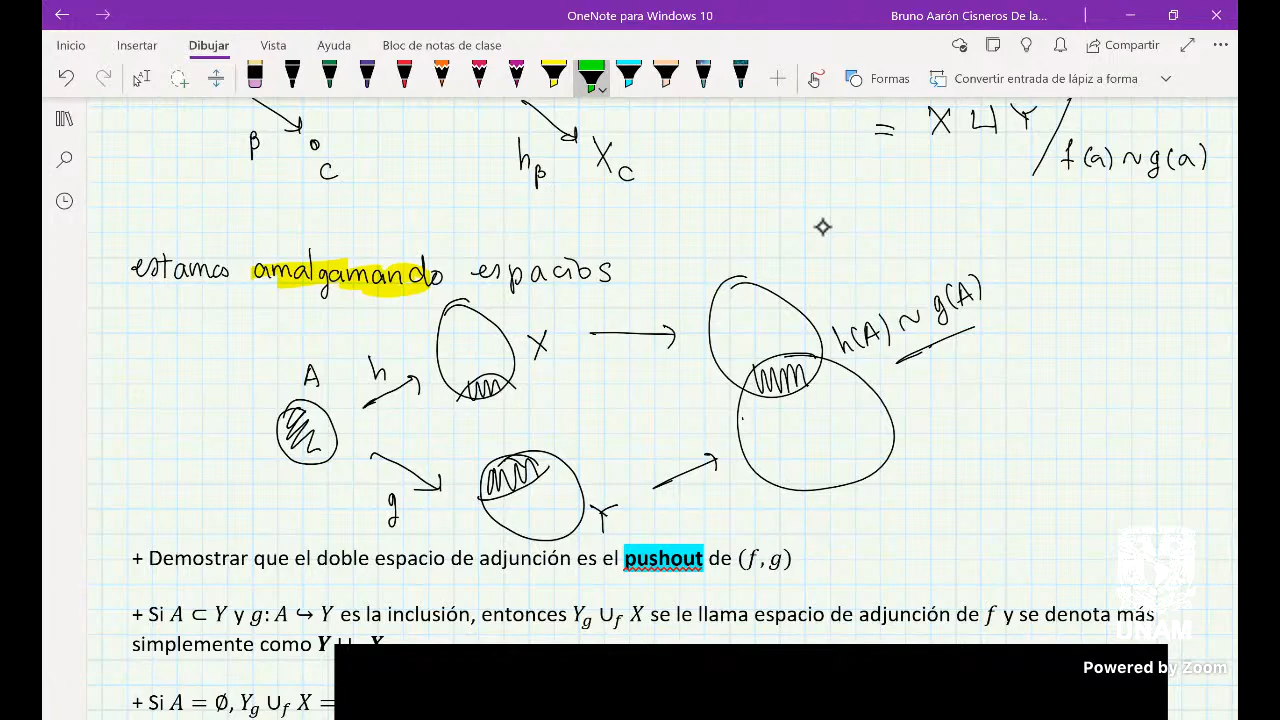 OneNote para Windows 10
Bruno Aarón Cisneros De la...
Inicio Insertar Dibujar Vista Ayuda Bloc de notas de clase Compartir
Formas Convertir entrada de lápiz a forma
β C
h_β X_C
= X ⊔ Y / f(a) ~ g(a)
estamos amalgamando espacios
A h X h(A) ~ g(A)
g Y
+ Demostrar que el doble espacio de adjunción es el pushout de (f, g)
+ Si A ⊂ Y y g: A ↪ Y es la inclusión, entonces Y_g ∪_f X se le llama espacio de adjunción de f y se denota más
simplemente como
+ Si A = ∅, Y_g ∪_f X =
UNAM
Powered by Zoom